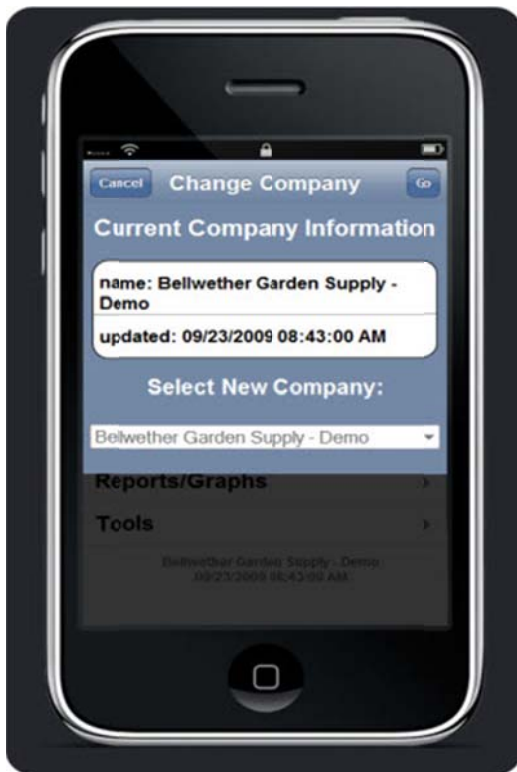 Cancel Change Company Go
Current Company Information
name: Bellwether Garden Supply -
Demo
updated: 09/23/2009 08:43:00 AM
Select New Company:
Bellwether Garden Supply - Demo
Reports/Graphs
Tools
Bellwether Garden Supply - Demo
09/23/2009 08:43:00 AM